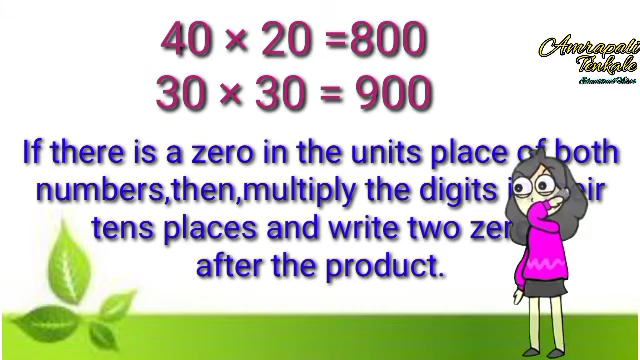 40 × 20 =800
30 × 30 = 900
Amrapali
Tenkale
If there is a zero in the units place of both
numbers,then,multiply the digits
tens places and write two
after the product.